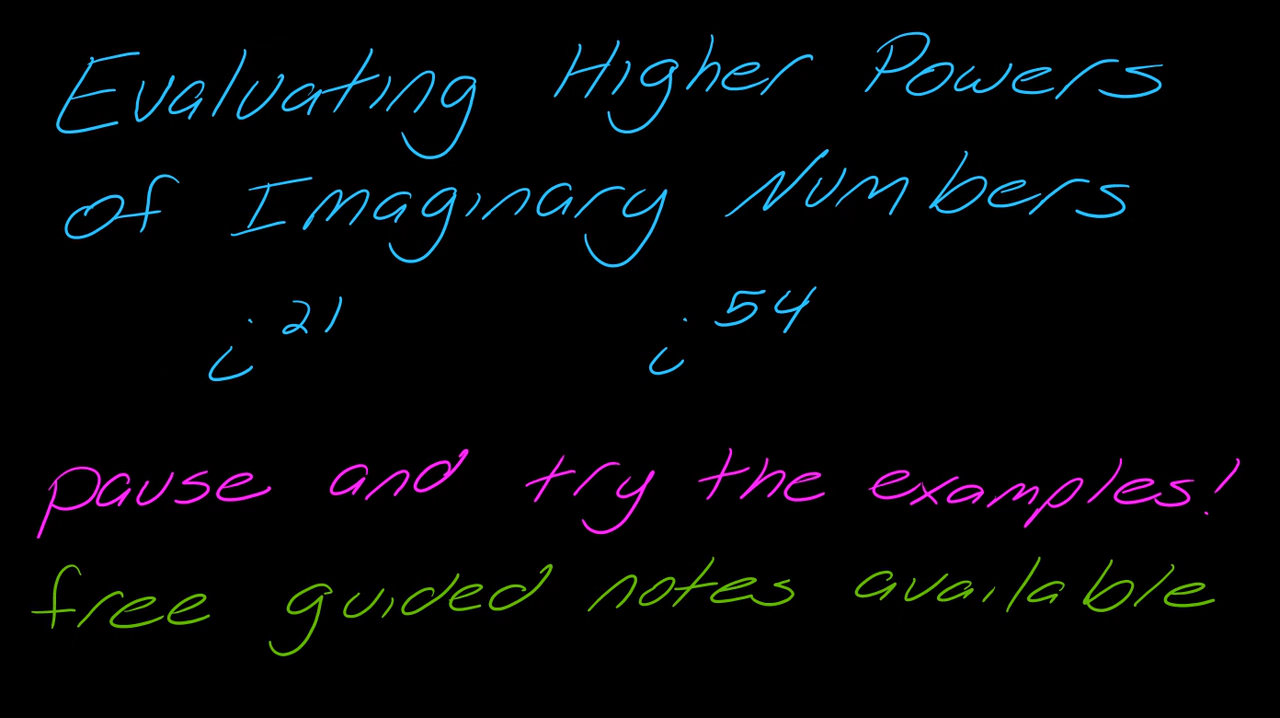 Evaluating Higher Powers
of Imaginary Numbers
i^21 i^54
pause and try the examples!
free guided notes available